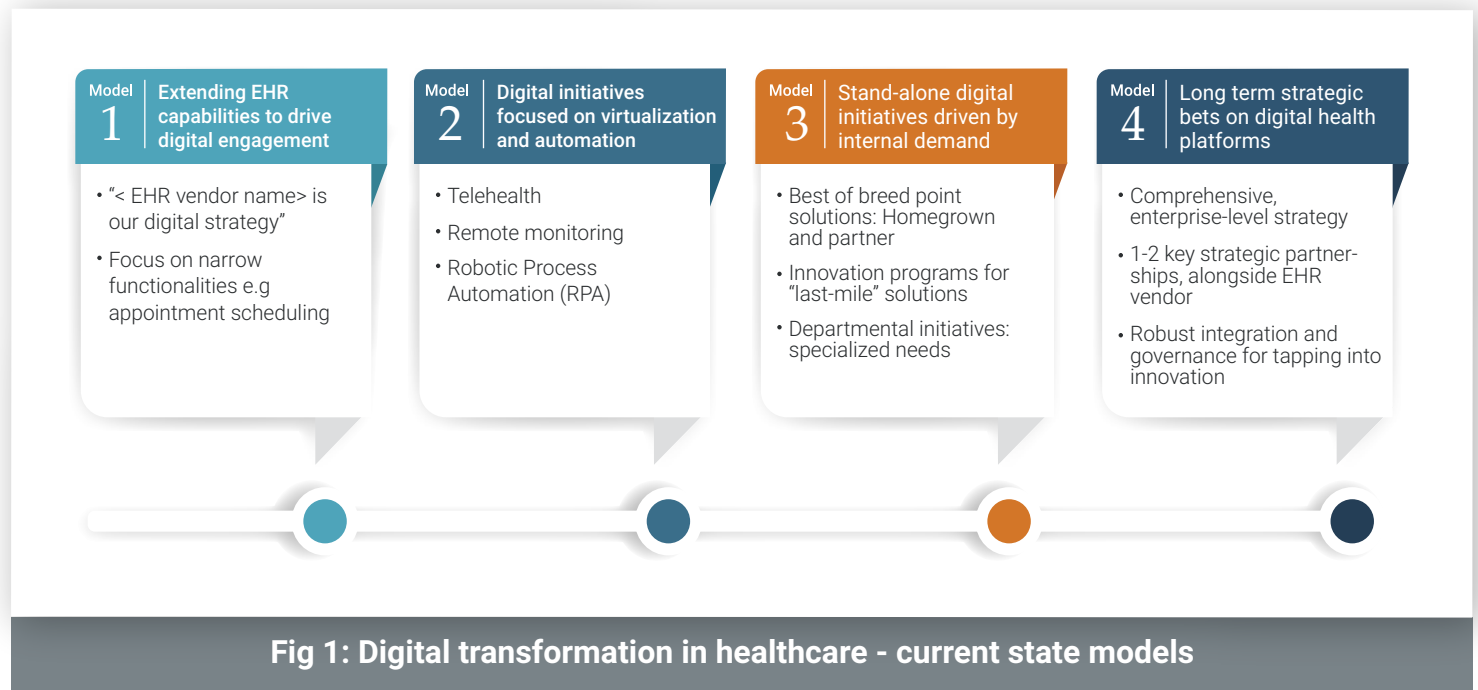 Model
1
Extending EHR
capabilities to drive
digital engagement
• “< EHR vendor name> is
our digital strategy”
• Focus on narrow
functionalities e.g
appointment scheduling
Model
2
Digital initiatives
focused on virtualization
and automation
• Telehealth
• Remote monitoring
• Robotic Process
Automation (RPA)
Model
3
Stand-alone digital
initiatives driven by
internal demand
• Best of breed point
solutions: Homegrown
and partner
• Innovation programs for
“last-mile” solutions
• Departmental initiatives:
specialized needs
Model
4
Long term strategic
bets on digital health
platforms
• Comprehensive,
enterprise-level strategy
• 1-2 key strategic partner-
ships, alongside EHR
vendor
• Robust integration and
governance for tapping into
innovation
Fig 1: Digital transformation in healthcare - current state models